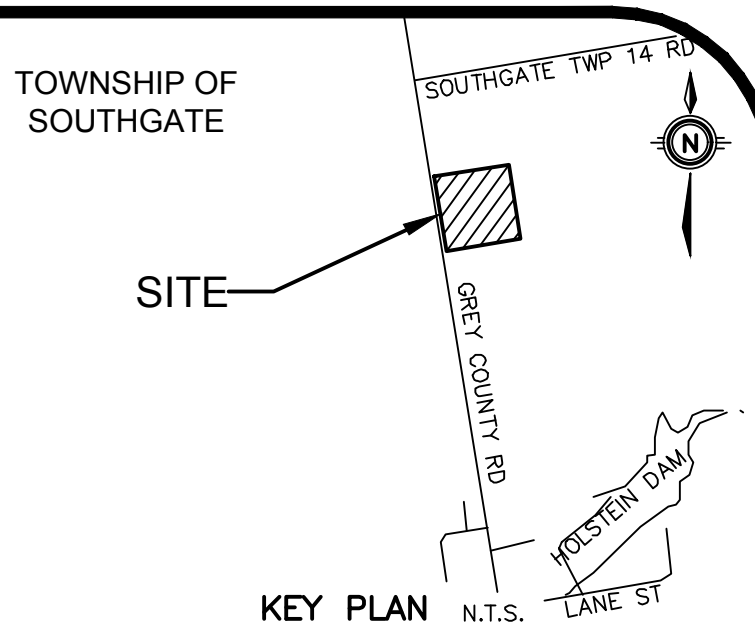 TOWNSHIP OF
SOUTHGATE
SOUTHGATE TWP 14 RD
N
SITE
GREY COUNTY RD
HOLSTEIN DAM
KEY PLAN N.T.S.
LANE ST